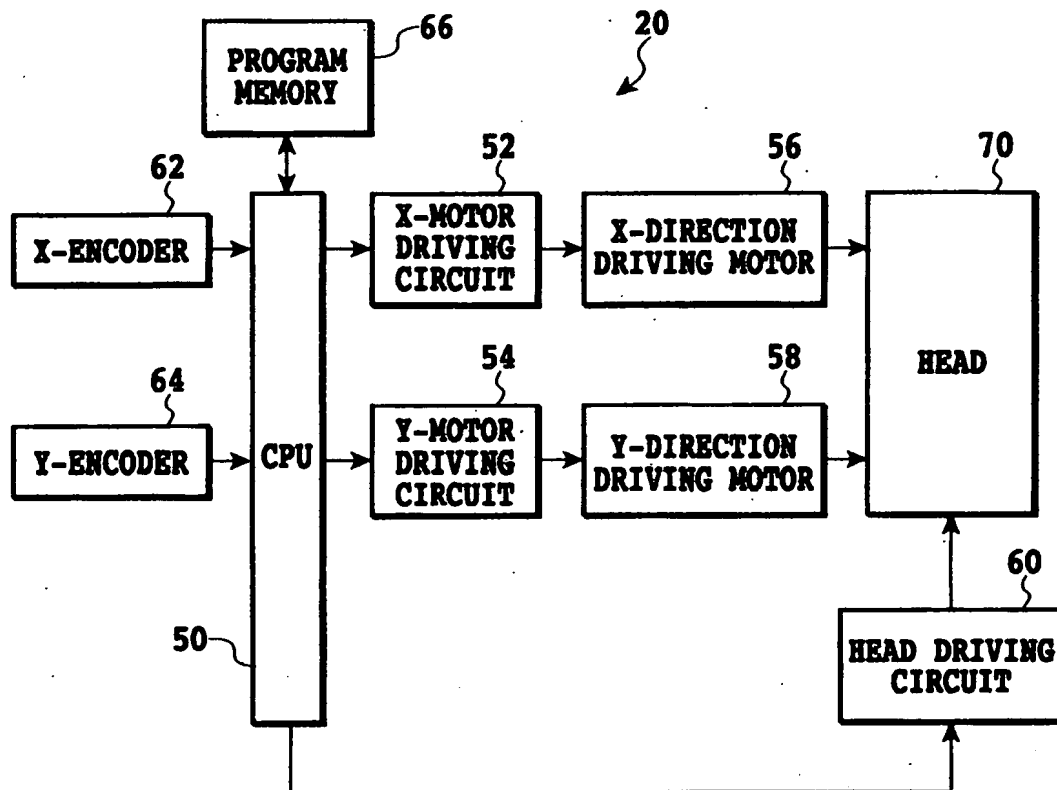 66
20
PROGRAM
MEMORY
62
52
56
70
X-ENCODER
X-MOTOR
DRIVING
CIRCUIT
X-DIRECTION
DRIVING MOTOR
HEAD
64
54
58
Y-ENCODER
CPU
Y-MOTOR
DRIVING
CIRCUIT
Y-DIRECTION
DRIVING MOTOR
60
50
HEAD DRIVING
CIRCUIT